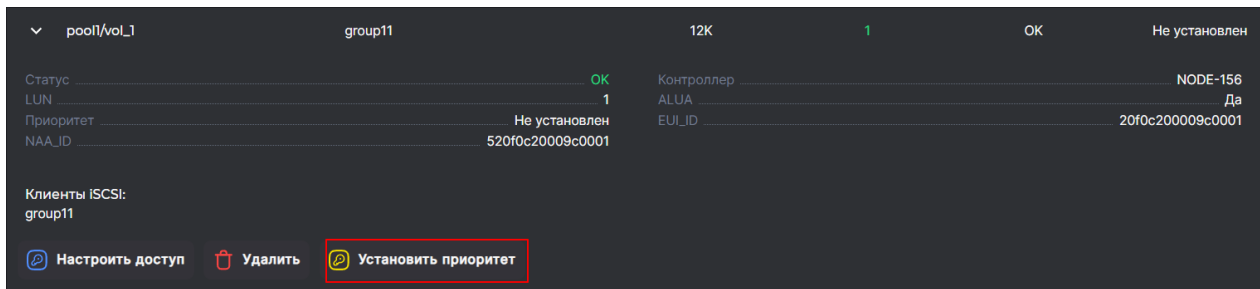 pool1/vol_1 group11 12K 1 OK Не установлен
Статус OK Контроллер NODE-156
LUN 1 ALUA Да
Приоритет Не установлен EUI_ID 20f0c200009c0001
NAA_ID 520f0c20009c0001
Клиенты iSCSI:
group11
Настроить доступ Удалить Установить приоритет